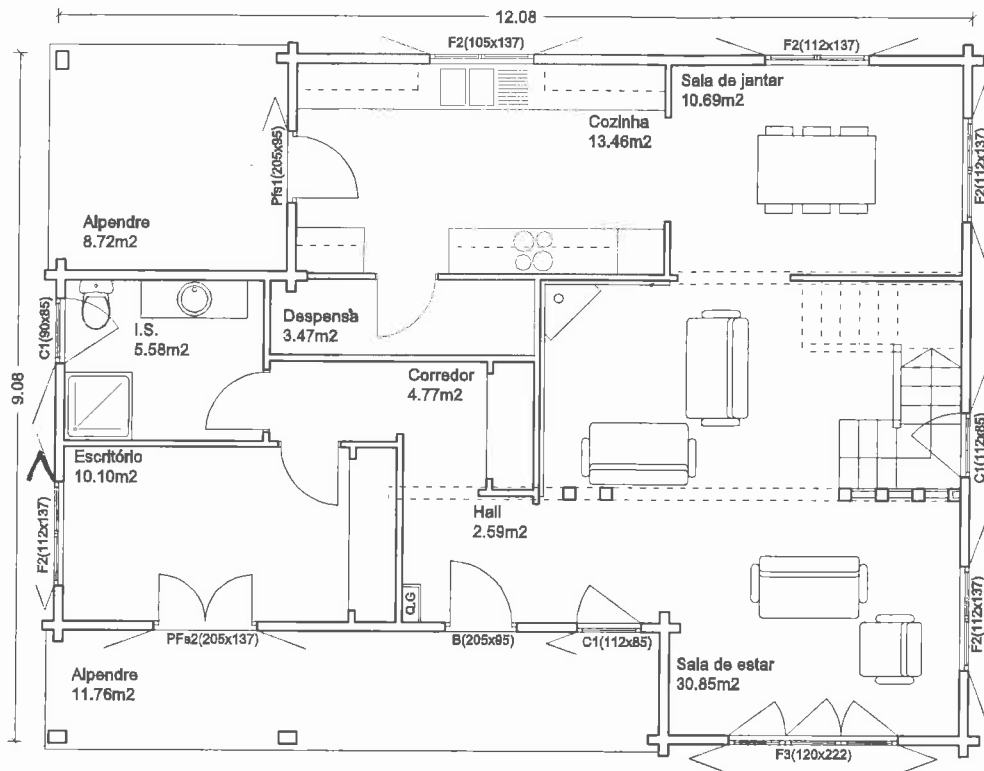 12.08
F2(105x137)
F2(112x137)
Sala de jantar
10.69m2
Cozinha
13.46m2
Pfs1(205x95)
F2(112x137)
Alpendre
8.72m2
C1(90x85)
I.S.
5.58m2
Despensa
3.47m2
9.08
Corredor
4.77m2
C1(112x85)
Escritório
10.10m2
Hall
2.59m2
F2(112x137)
Q.G
F2(112x137)
PFs2(205x137)
B(205x95)
C1(112x85)
Alpendre
11.76m2
Sala de estar
30.85m2
F3(120x222)